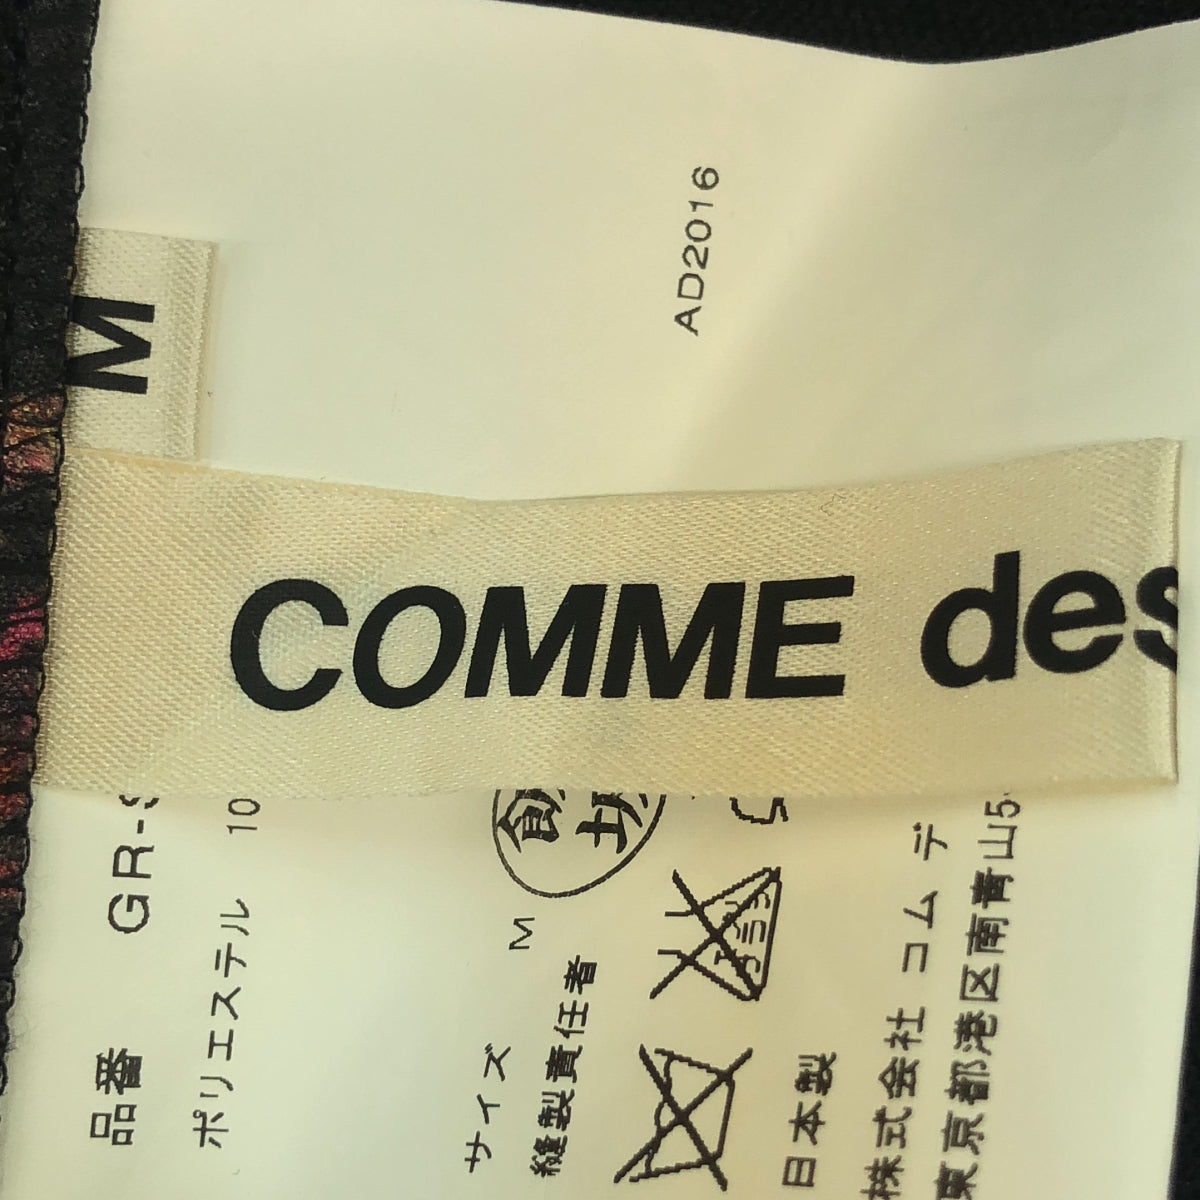 COMME des
M
AD2016
品番 GR-S
ポリエステル 10
サイズ M
縫製責任者
日本製
株式会社 コム デ
東京都港区南青山5